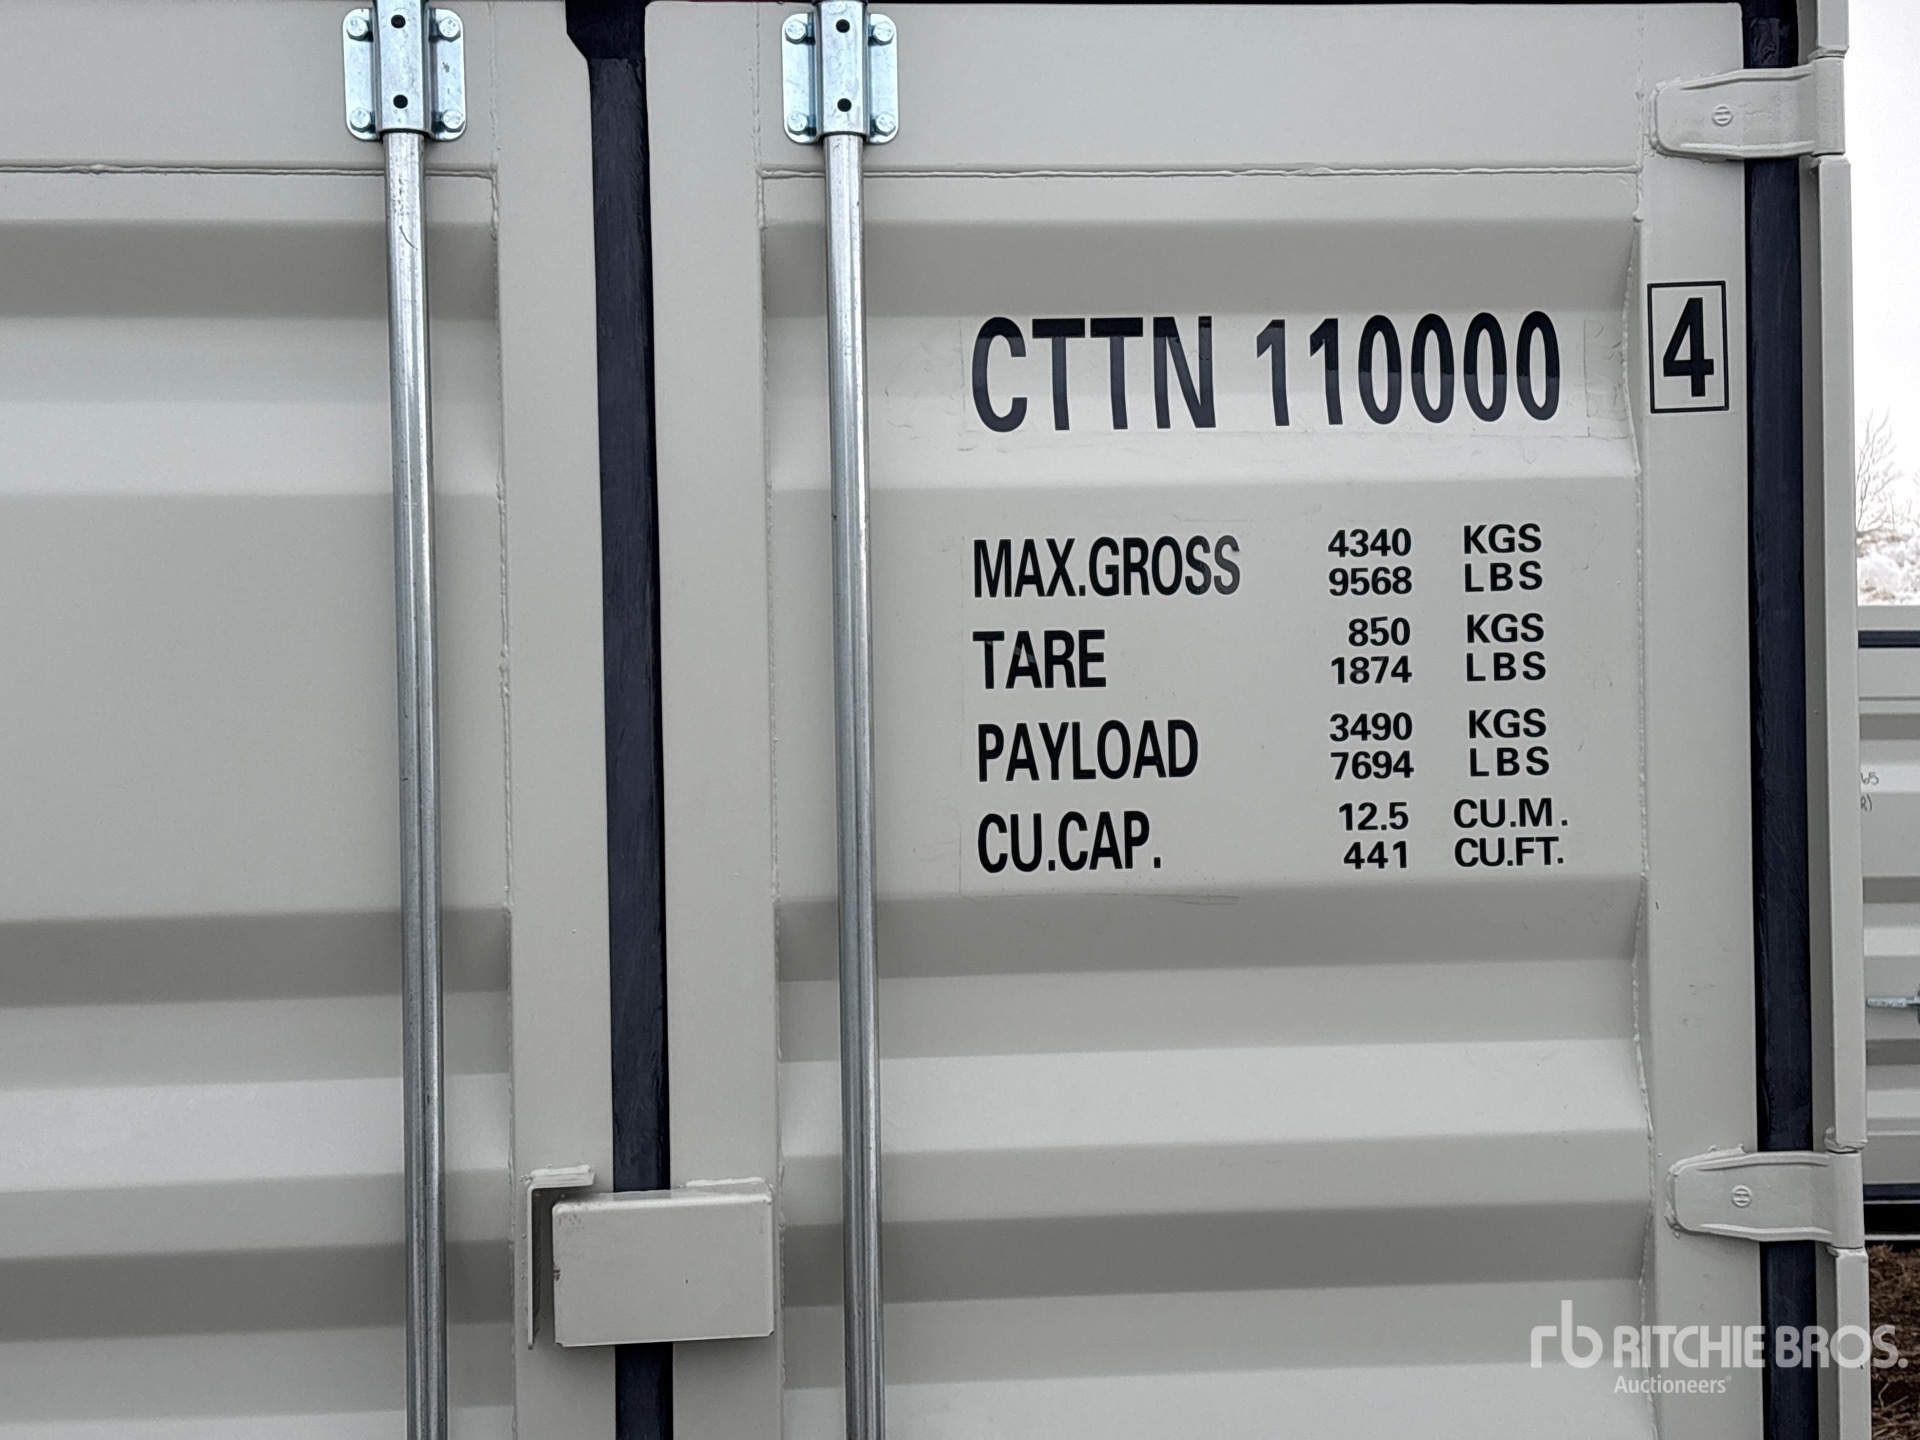 CTTN 110000 4
MAX.GROSS 4340 KGS
9568 LBS
TARE 850 KGS
1874 LBS
PAYLOAD 3490 KGS
7694 LBS
CU.CAP. 12.5 CU.M.
441 CU.FT.
rb RITCHIE BROS.
Auctioneers